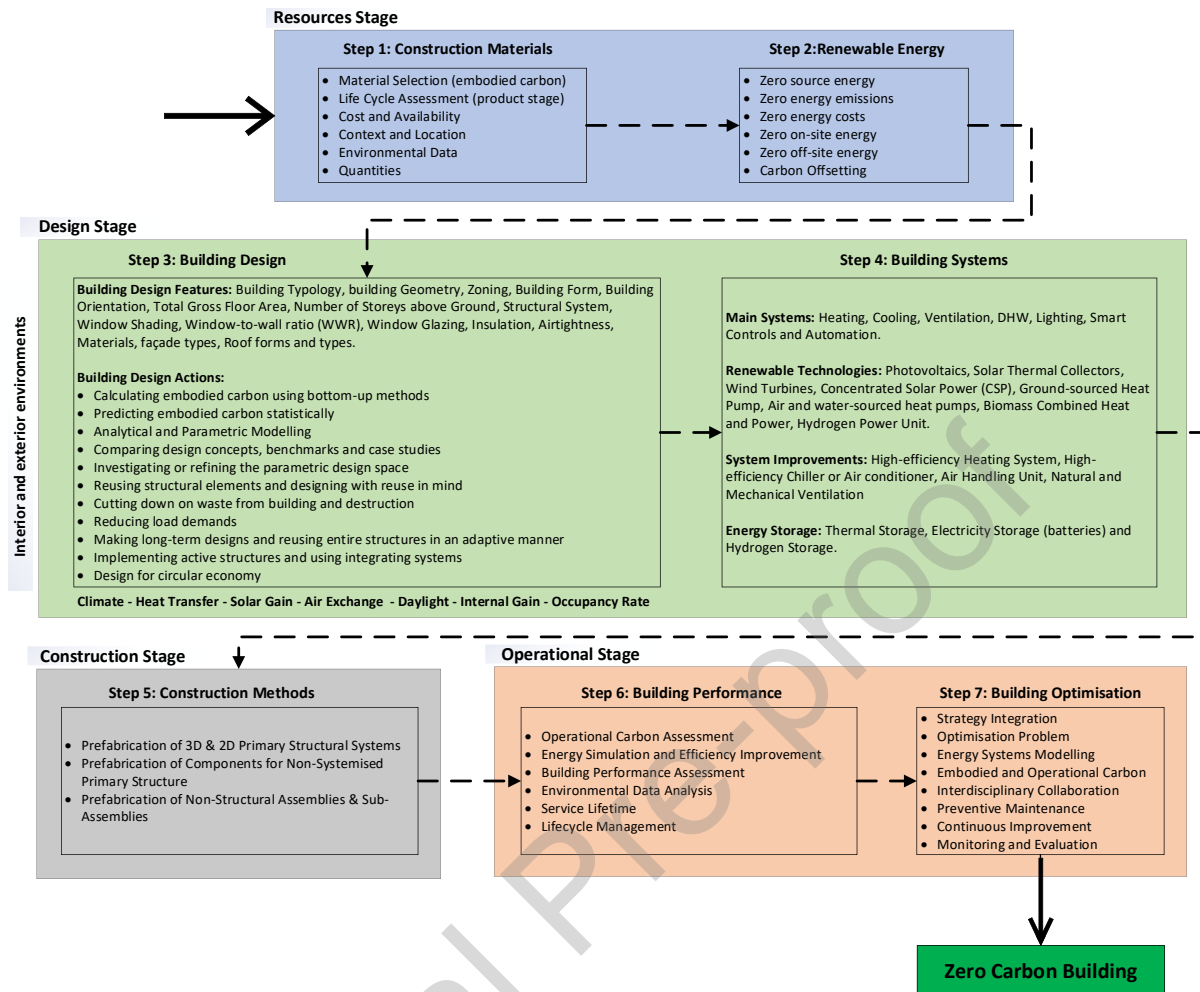 Resources Stage
Step 1: Construction Materials
• Material Selection (embodied carbon)
• Life Cycle Assessment (product stage)
• Cost and Availability
• Context and Location
• Environmental Data
• Quantities
Step 2:Renewable Energy
• Zero source energy
• Zero energy emissions
• Zero energy costs
• Zero on-site energy
• Zero off-site energy
• Carbon Offsetting
Design Stage
Interior and exterior environments
Step 3: Building Design
Building Design Features: Building Typology, building Geometry, Zoning, Building Form, Building
Orientation, Total Gross Floor Area, Number of Storeys above Ground, Structural System,
Window Shading, Window-to-wall ratio (WWR), Window Glazing, Insulation, Airtightness,
Materials, façade types, Roof forms and types.
Building Design Actions:
• Calculating embodied carbon using bottom-up methods
• Predicting embodied carbon statistically
• Analytical and Parametric Modelling
• Comparing design concepts, benchmarks and case studies
• Investigating or refining the parametric design space
• Reusing structural elements and designing with reuse in mind
• Cutting down on waste from building and destruction
• Reducing load demands
• Making long-term designs and reusing entire structures in an adaptive manner
• Implementing active structures and using integrating systems
• Design for circular economy
Climate - Heat Transfer - Solar Gain - Air Exchange - Daylight - Internal Gain - Occupancy Rate
Step 4: Building Systems
Main Systems: Heating, Cooling, Ventilation, DHW, Lighting, Smart
Controls and Automation.
Renewable Technologies: Photovoltaics, Solar Thermal Collectors,
Wind Turbines, Concentrated Solar Power (CSP), Ground-sourced Heat
Pump, Air and water-sourced heat pumps, Biomass Combined Heat
and Power, Hydrogen Power Unit.
System Improvements: High-efficiency Heating System, High-
efficiency Chiller or Air conditioner, Air Handling Unit, Natural and
Mechanical Ventilation
Energy Storage: Thermal Storage, Electricity Storage (batteries) and
Hydrogen Storage.
Construction Stage
Step 5: Construction Methods
• Prefabrication of 3D & 2D Primary Structural Systems
• Prefabrication of Components for Non-Systemised
Primary Structure
• Prefabrication of Non-Structural Assemblies & Sub-
Assemblies
Operational Stage
Step 6: Building Performance
• Operational Carbon Assessment
• Energy Simulation and Efficiency Improvement
• Building Performance Assessment
• Environmental Data Analysis
• Service Lifetime
• Lifecycle Management
Step 7: Building Optimisation
• Strategy Integration
• Optimisation Problem
• Energy Systems Modelling
• Embodied and Operational Carbon
• Interdisciplinary Collaboration
• Preventive Maintenance
• Continuous Improvement
• Monitoring and Evaluation
Zero Carbon Building
al Pre-proof